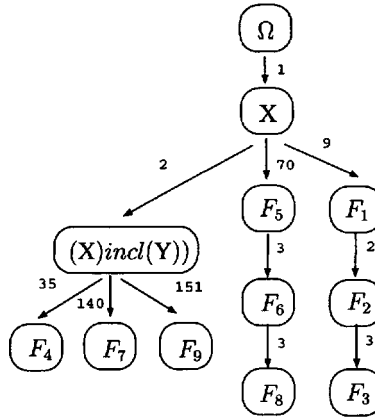 Ω
1
X
2 70 9
(X)incl(Y)) F5 F1
35 140 151 3 2
F4 F7 F9 F6 F2
3 3
F8 F3